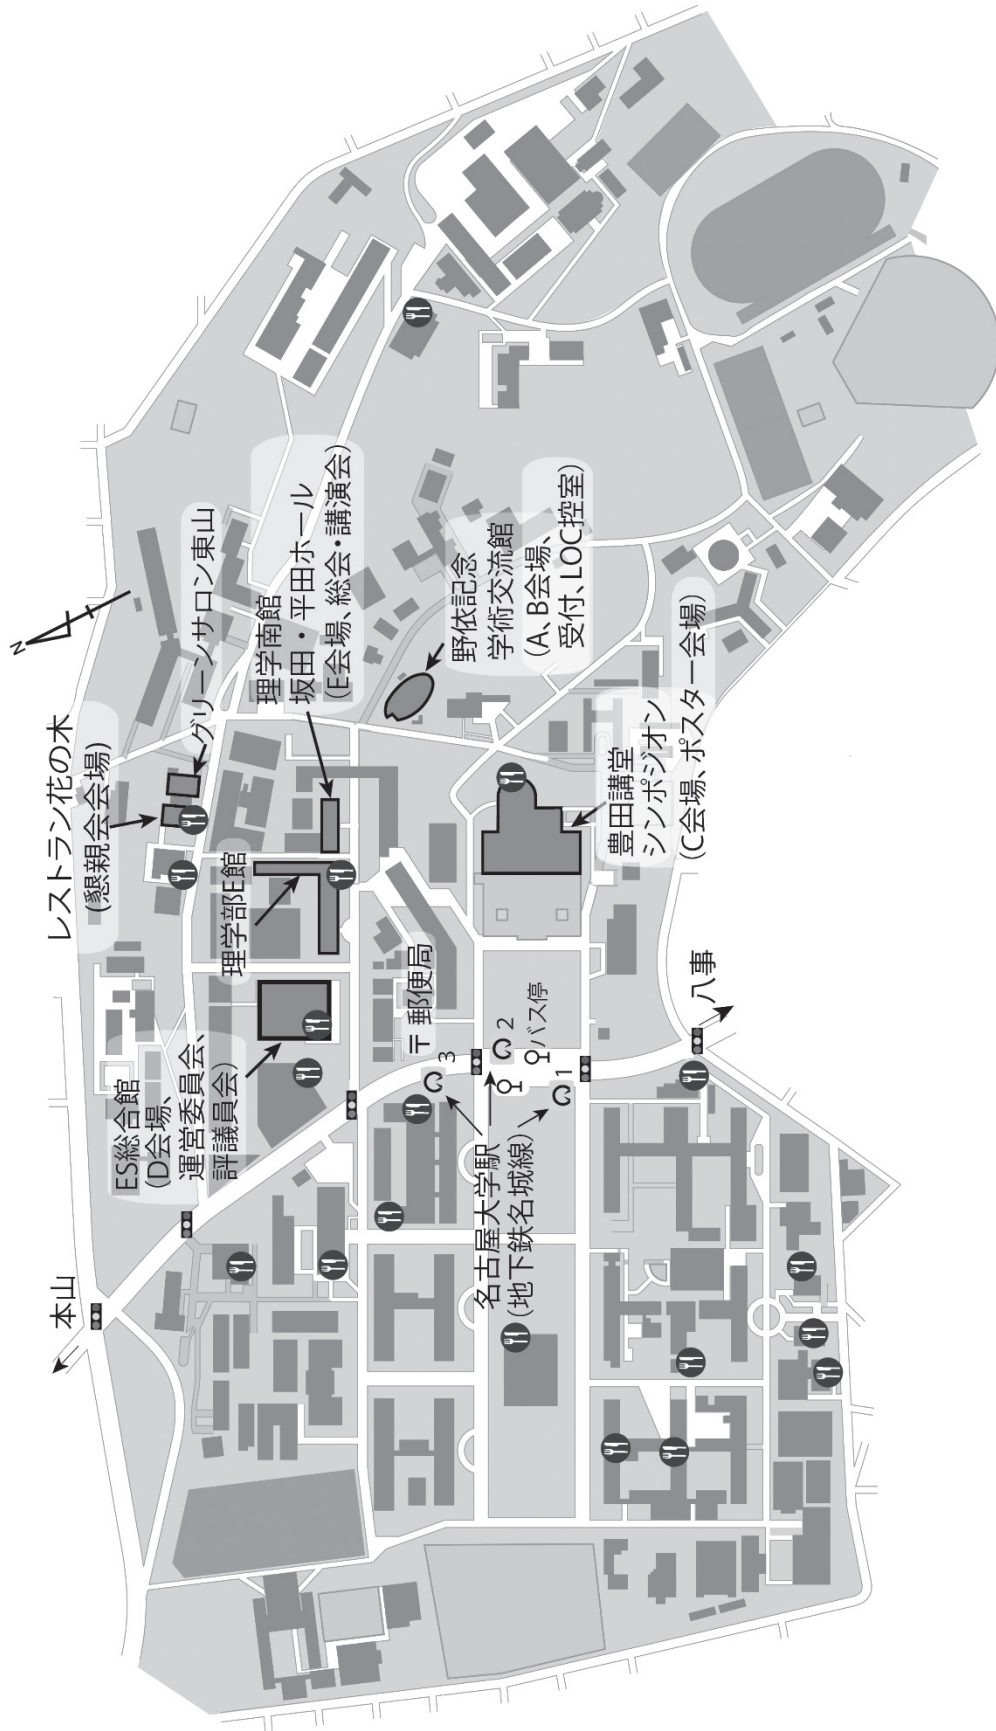 本山
ES総合館
(D会場、
運営委員会、
評議員会)
レストラン花の木
(懇親会会場)
グリーンサロン東山
N
理学部E館
理学南館
坂田・平田ホール
(E会場、総会・講演会)
〒郵便局
野依記念
学術交流館
(A、B会場、
受付、LOC控室)
3
2
バス停
1
名古屋大学駅
(地下鉄名城線)
豊田講堂
シンポジオン
(C会場、ポスター会場)
八事